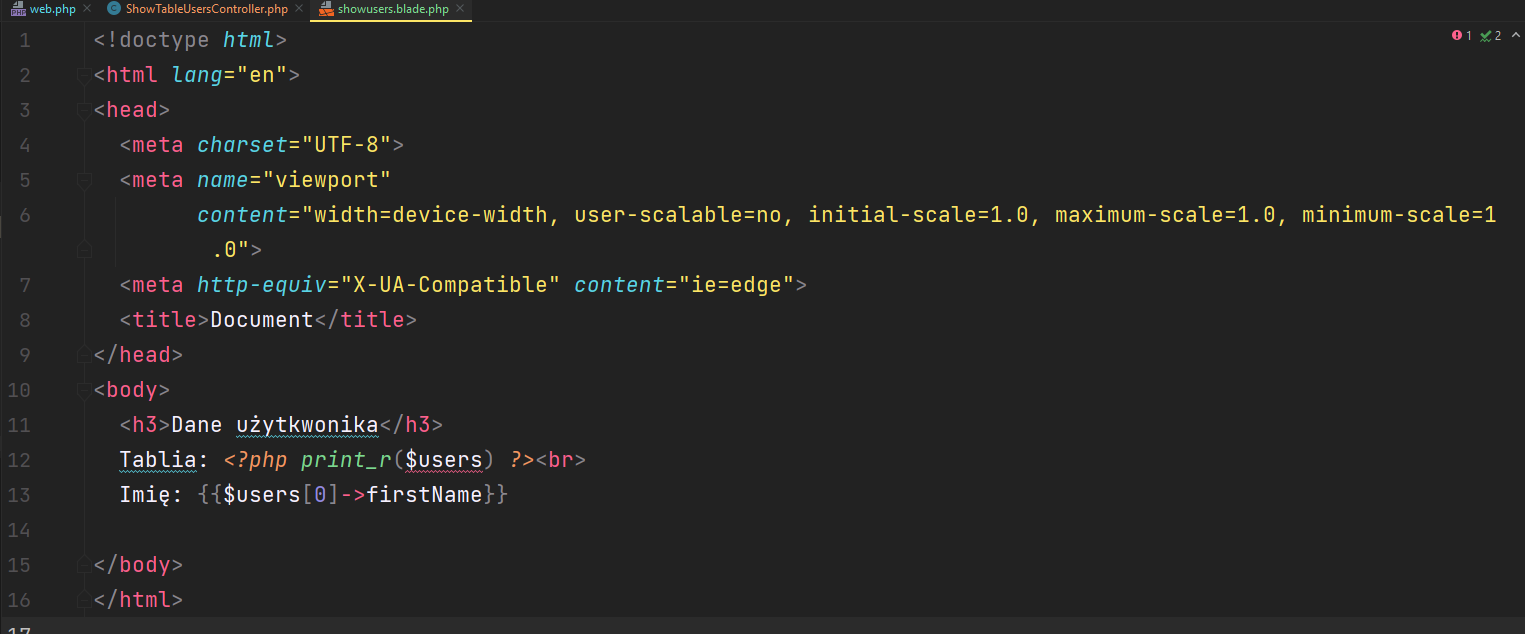 web.php ShowTableUsersController.php showusers.blade.php
1 <!doctype html>
1 2
2 <html lang="en">
3 <head>
4 <meta charset="UTF-8">
5 <meta name="viewport"
6 content="width=device-width, user-scalable=no, initial-scale=1.0, maximum-scale=1.0, minimum-scale=1
.0">
7 <meta http-equiv="X-UA-Compatible" content="ie=edge">
8 <title>Document</title>
9 </head>
10 <body>
11 <h3>Dane użytkwonika</h3>
12 Tablia: <?php print_r($users) ?><br>
13 Imię: {{$users[0]->firstName}}
14
15 </body>
16 </html>
17